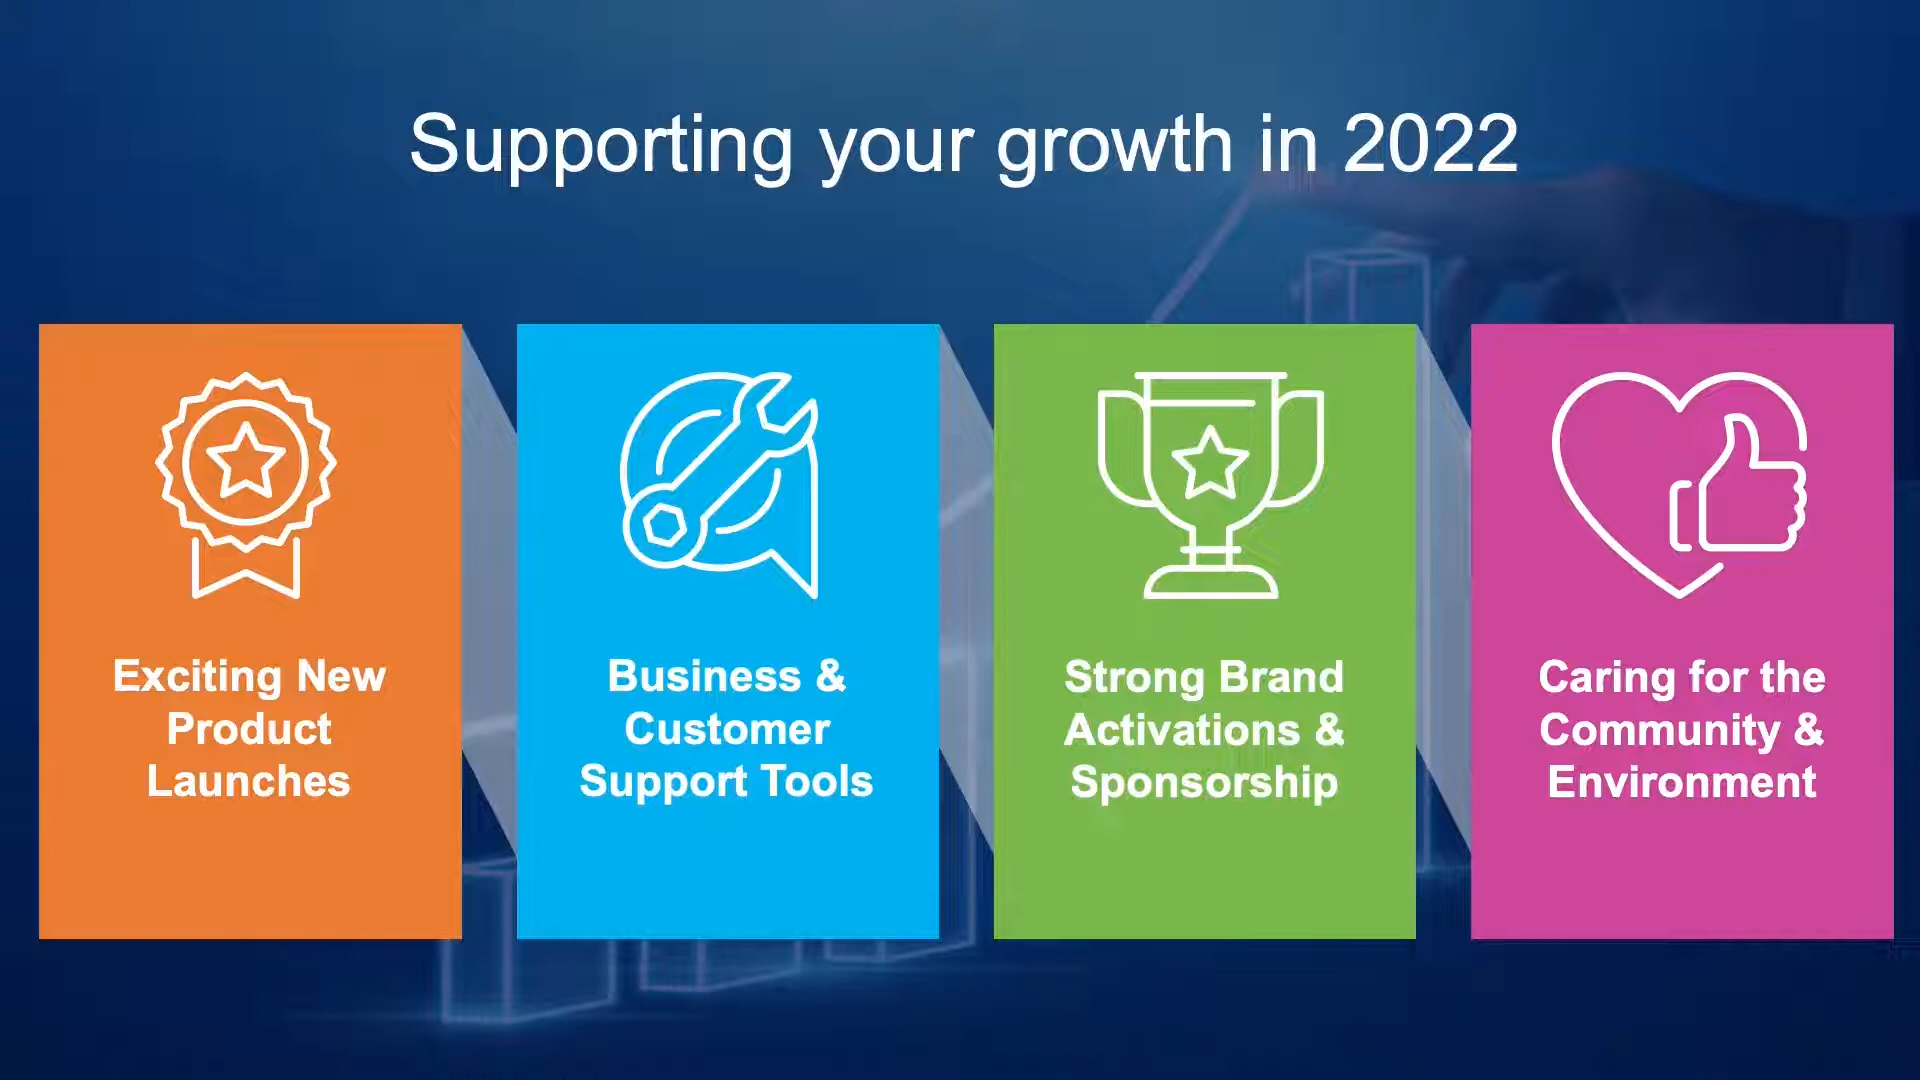 Supporting your growth in 2022
Exciting New
Product
Launches
Business &
Customer
Support Tools
Strong Brand
Activations &
Sponsorship
Caring for the
Community &
Environment